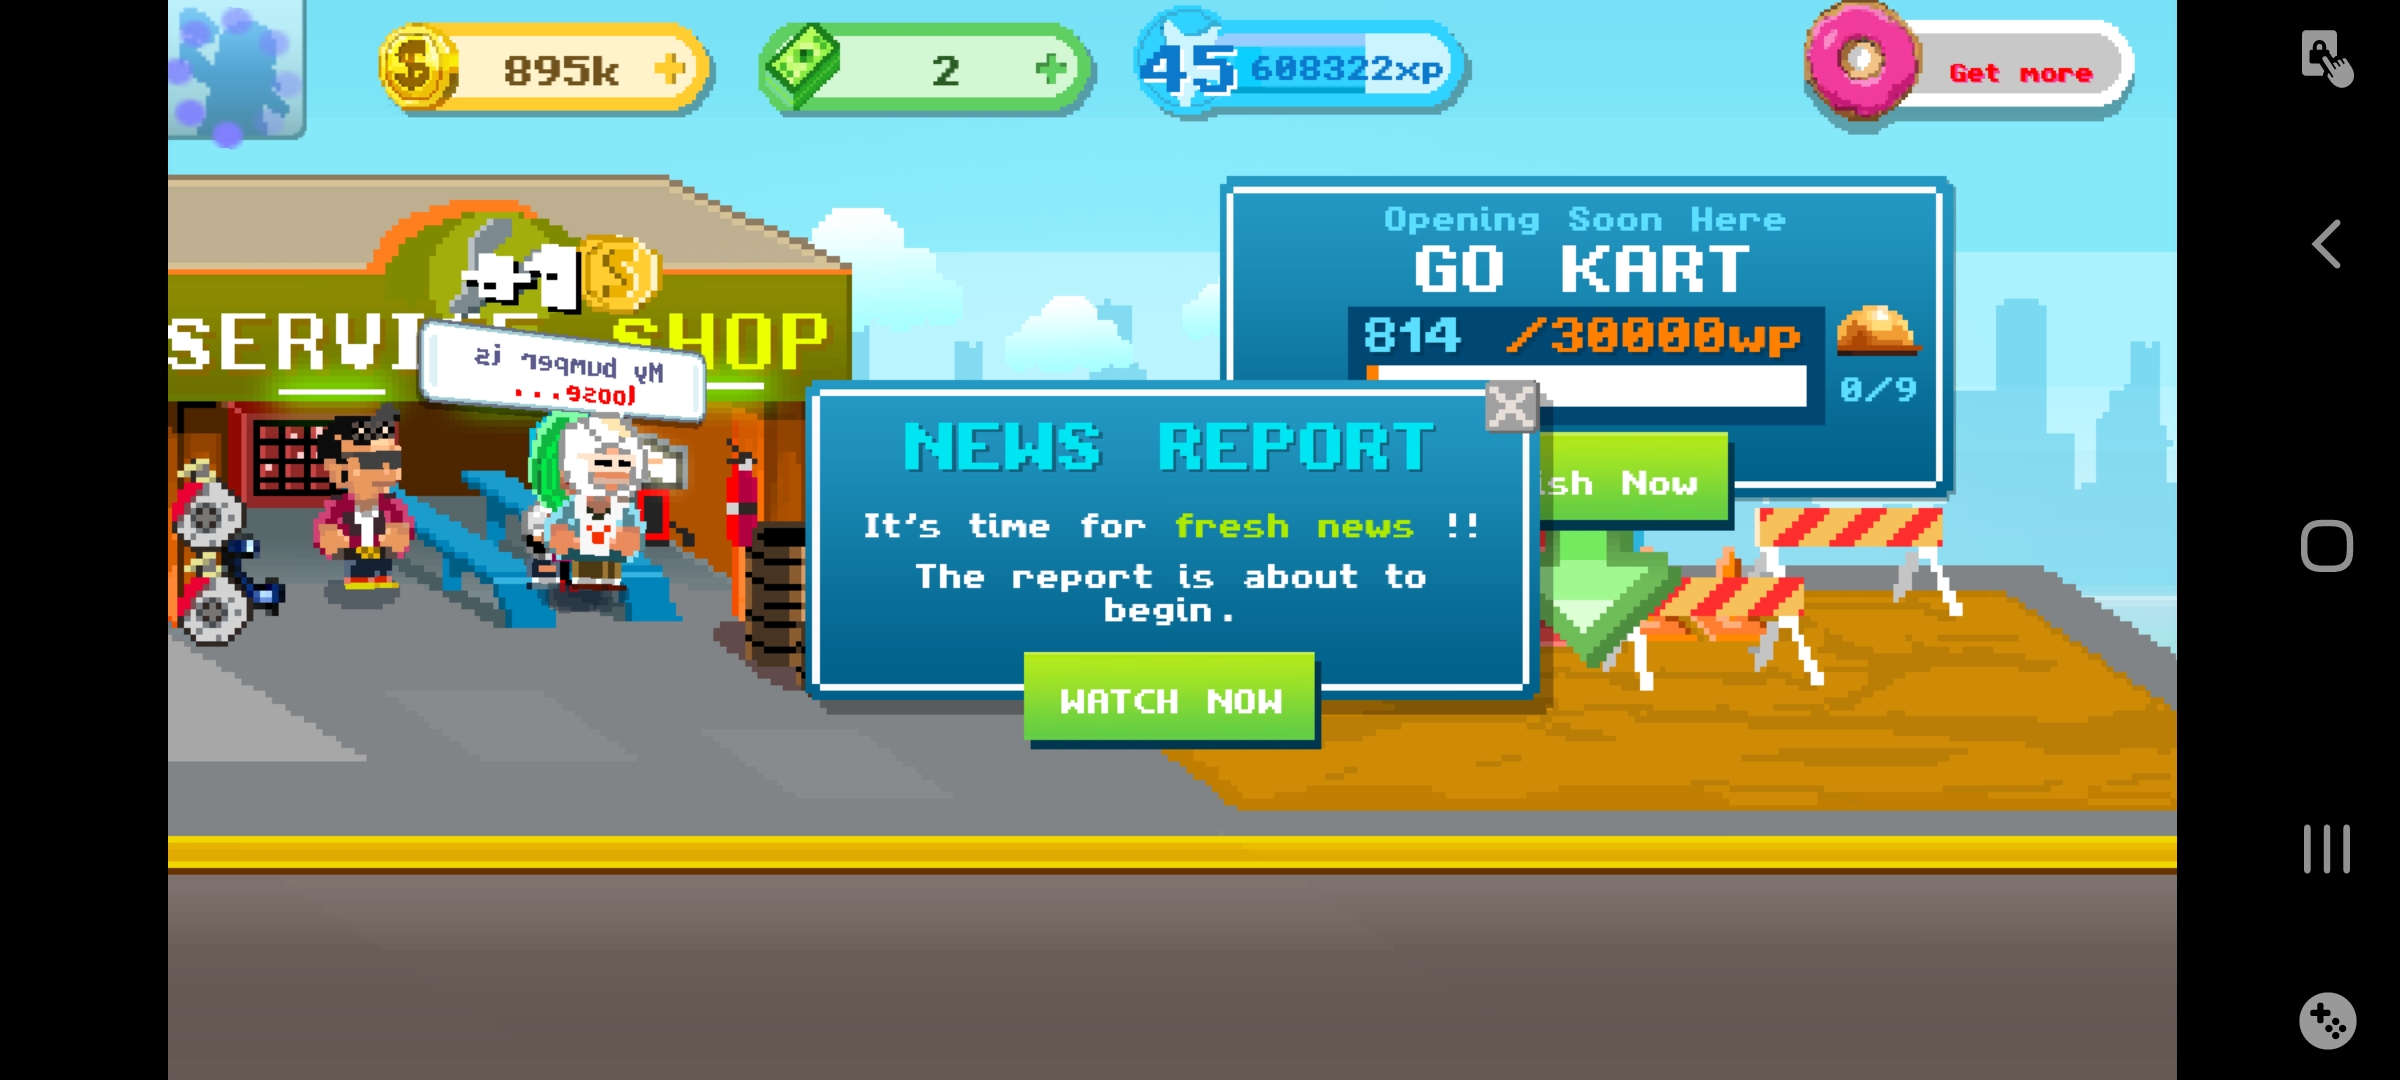 895k
2
45 608322xp
Get more
SERVI SHOP
My bumper is
loose...
Opening Soon Here
GO KART
814 /30000wp
0/9
sh Now
NEWS REPORT
It's time for fresh news !!
The report is about to
begin.
WATCH NOW